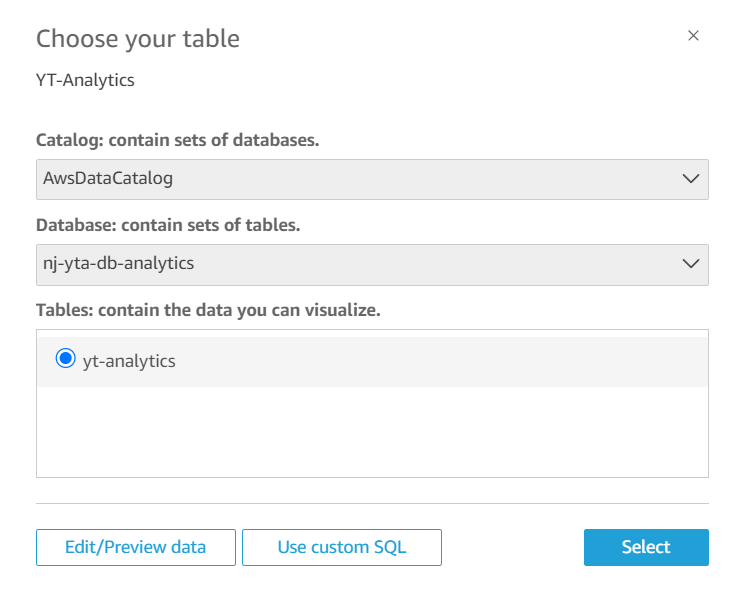 Choose your table
YT-Analytics
Catalog: contain sets of databases.
AwsDataCatalog
Database: contain sets of tables.
nj-yta-db-analytics
Tables: contain the data you can visualize.
yt-analytics
Edit/Preview data
Use custom SQL
Select